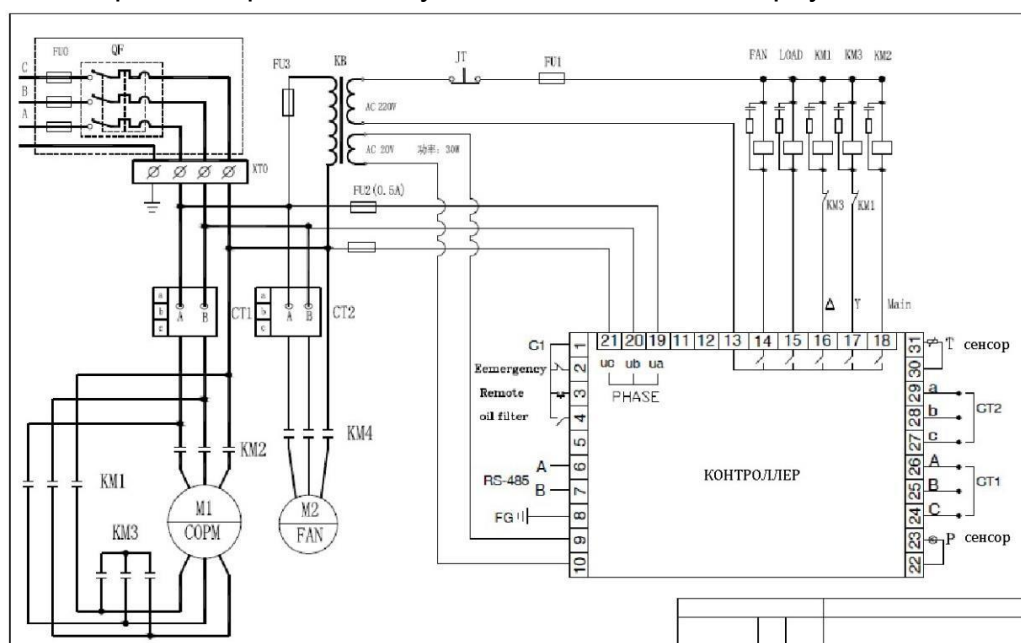 FU0
QF
C
B
A
KT0
FU3
KB
JT
FU1
AC 220V
AC 20V
功率: 30W
FU2(0.5A)
FAN LOAD KM1 KM3 KM2
KM3
KM1
Δ
Y
Main
a
b
c
A B
CT1
a
b
c
A B
CT2
KM1
KM2
KM3
KM4
M1
COPM
M2
FAN
21 20 19 11 12 13 14 15 16 17 18
uc ub ua
PHASE
C1
Eemergency
Remote
oil filter
RS-485
A
B
FG
1
2
3
4
5
6
7
8
9
10
КОНТРОЛЛЕР
31
30
29
28
27
26
25
24
23
22
T сенсор
a
b
c
CT2
A
B
C
CT1
P сенсор